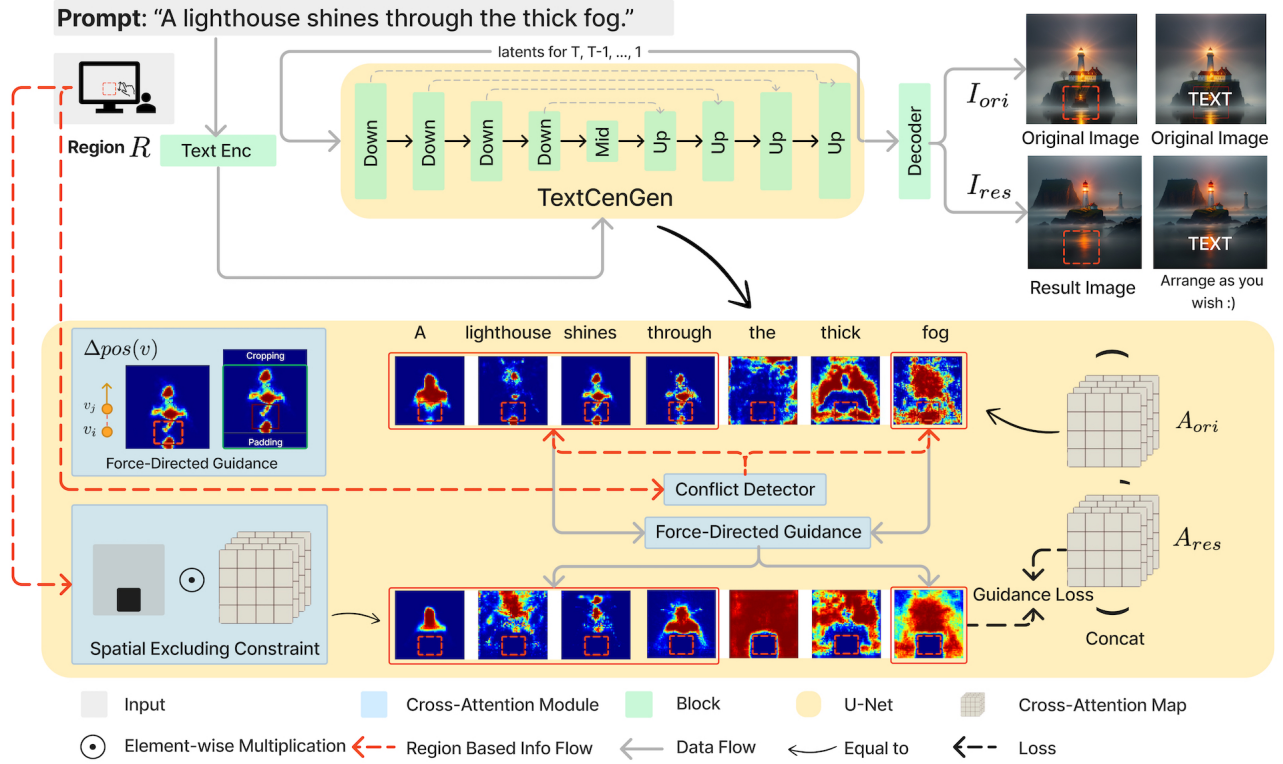 Prompt: “A lighthouse shines through the thick fog.”
latents for T, T-1, ..., 1
Region R
Text Enc
Down
Down
Down
Down
Mid
Up
Up
Up
Up
TextCenGen
Decoder
I_ori
I_res
TEXT
Original Image
Original Image
TEXT
Result Image
Arrange as you
wish :)
Δpos(v)
Cropping
v_j
v_i
Padding
Force-Directed Guidance
A lighthouse shines through the thick fog
A_ori
Conflict Detector
Force-Directed Guidance
A_res
Guidance Loss
Concat
Spatial Excluding Constraint
Input
Cross-Attention Module
Block
U-Net
Cross-Attention Map
Element-wise Multiplication
Region Based Info Flow
Data Flow
Equal to
Loss